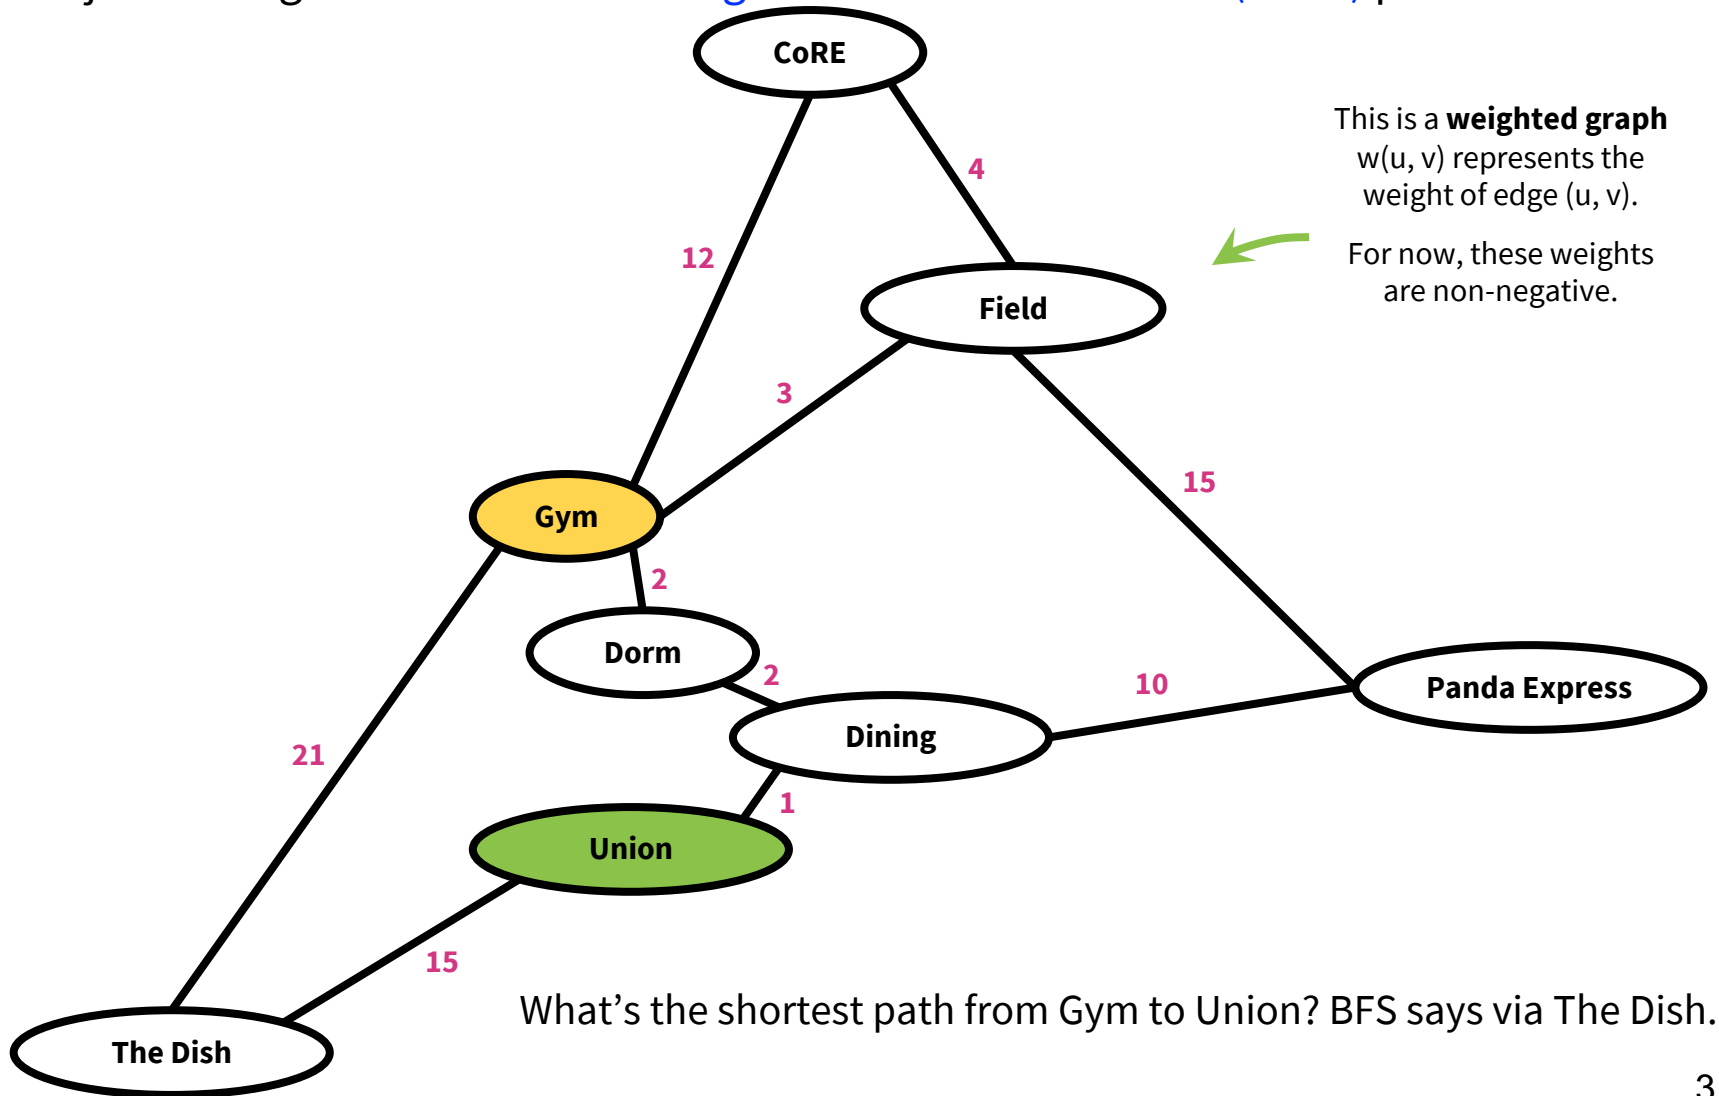 CoRE
This is a weighted graph
w(u, v) represents the
weight of edge (u, v).
4
For now, these weights
are non-negative.
12
Field
3
15
Gym
2
Dorm
2
10
Panda Express
Dining
21
1
Union
15
What’s the shortest path from Gym to Union? BFS says via The Dish.
The Dish
3